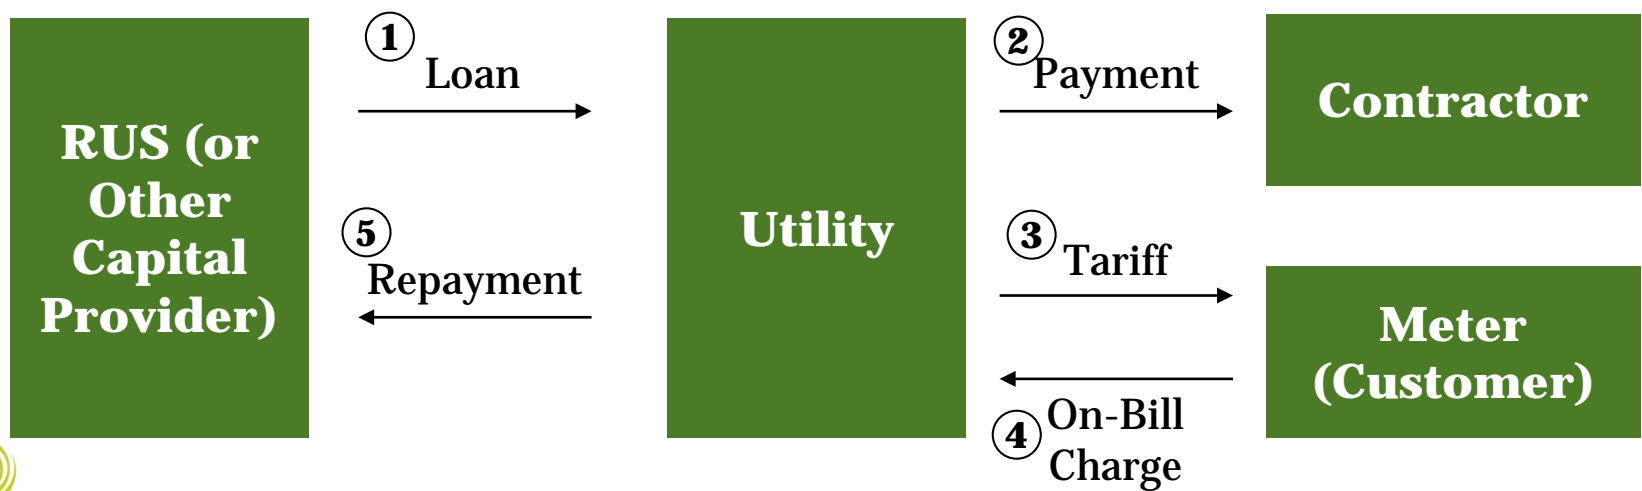 RUS (or
Other
Capital
Provider)
1
Loan
5
Repayment
Utility
2
Payment
3
Tariff
4
On-Bill
Charge
Contractor
Meter
(Customer)